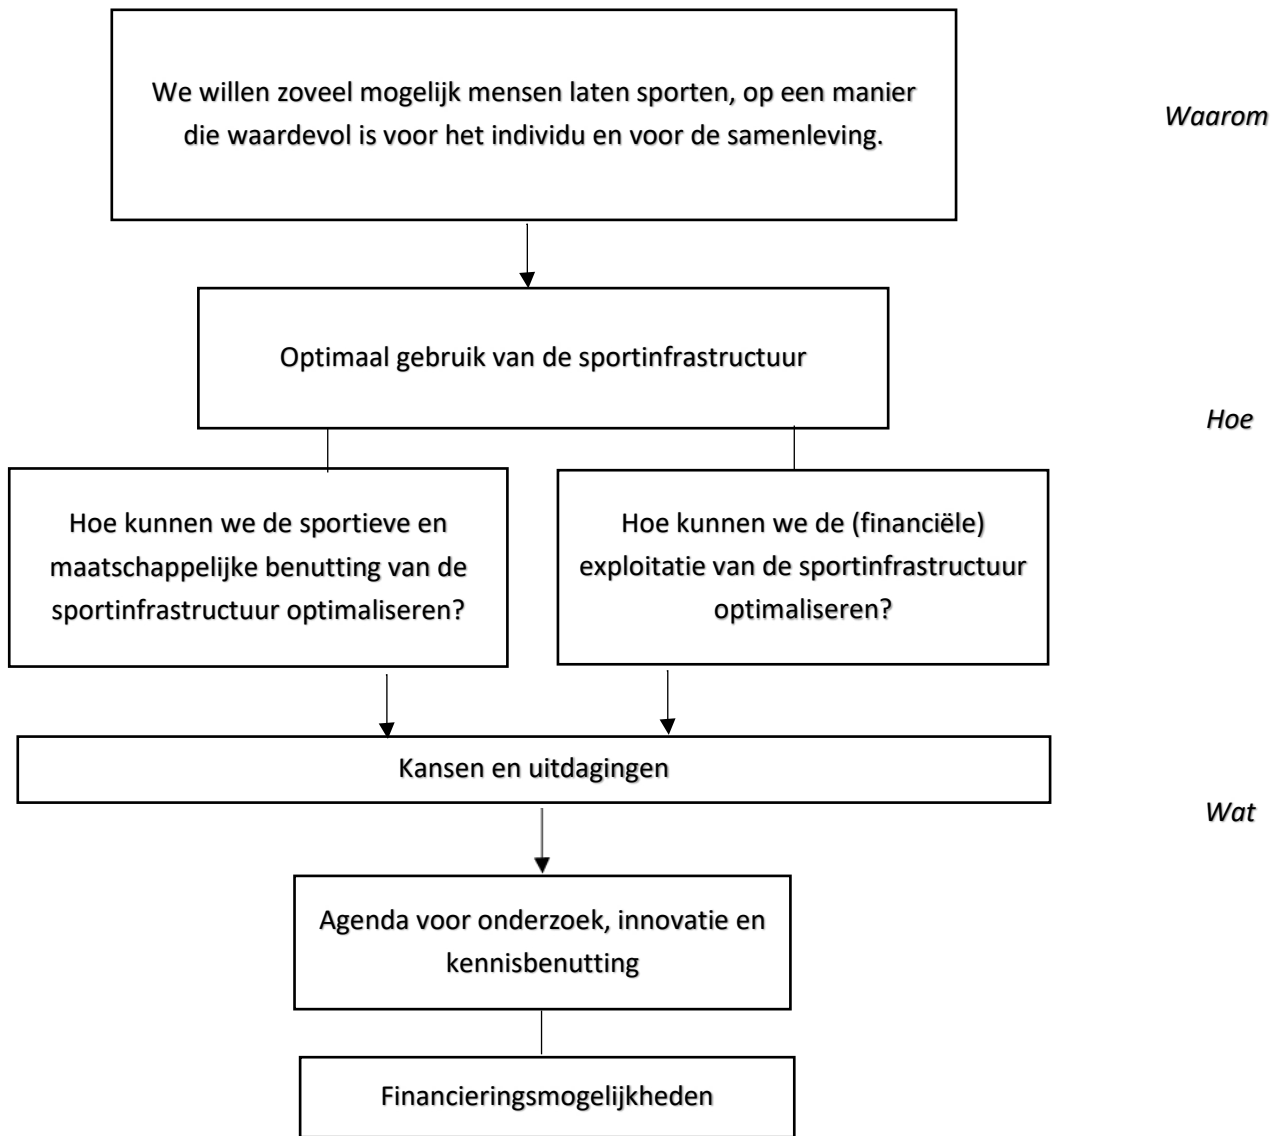 We willen zoveel mogelijk mensen laten sporten, op een manier
die waardevol is voor het individu en voor de samenleving.
Waarom
Optimaal gebruik van de sportinfrastructuur
Hoe
Hoe kunnen we de sportieve en
maatschappelijke benutting van de
sportinfrastructuur optimaliseren?
Hoe kunnen we de (financiële)
exploitatie van de sportinfrastructuur
optimaliseren?
Kansen en uitdagingen
Wat
Agenda voor onderzoek, innovatie en
kennisbenutting
Financieringsmogelijkheden